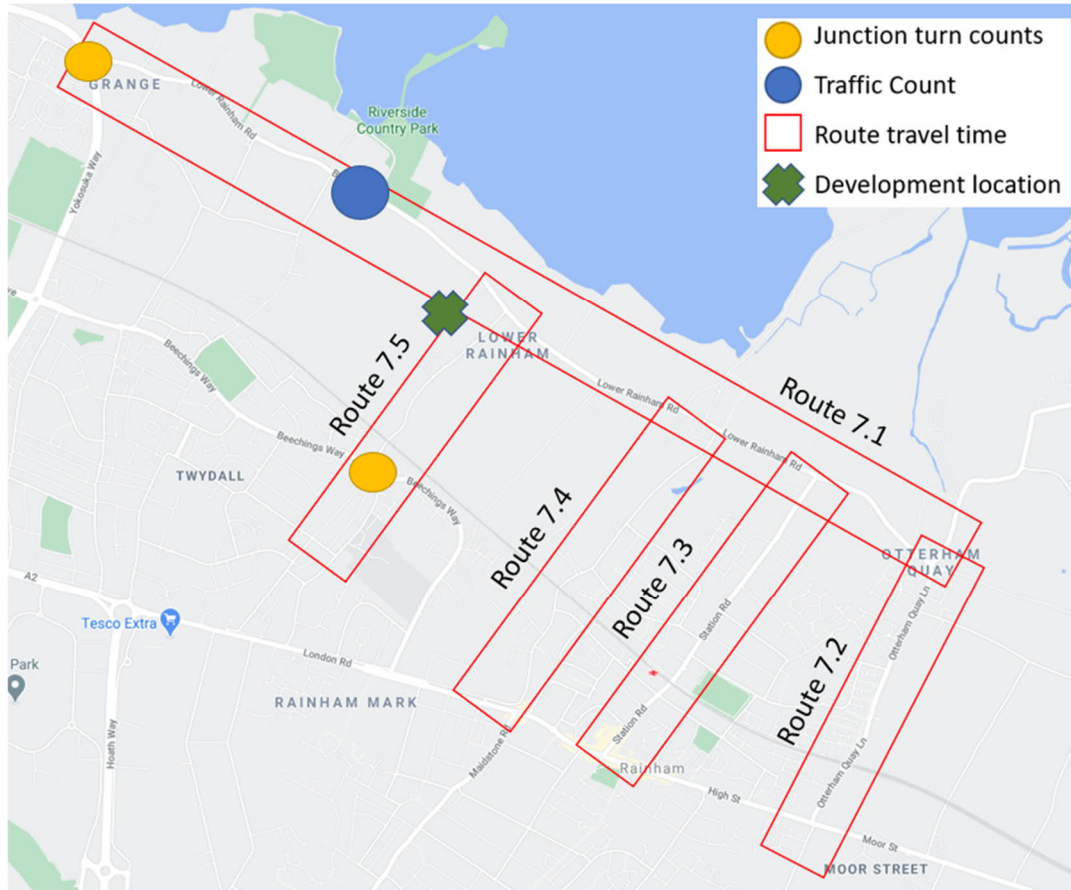 Junction turn counts
Traffic Count
Route travel time
Development location
GRANGE
Lower Rainham Rd
Riverside
Country Park
Yokosuka Way
LOWER
RAINHAM
Route 7.5
Beechings Way
Lower Rainham Rd
Route 7.1
Lower Rainham Rd
Beechings Way
TWYDALL
Beechings Way
Route 7.4
Route 7.3
OTTERHAM
QUAY
A2
Otterham Quay Ln
Station Rd
Tesco Extra
London Rd
Route 7.2
Park
RAINHAM MARK
Maidstone Rd
Station Rd
Hoath Way
Rainham
Otterham Quay Ln
High St
Moor St
MOOR STREET